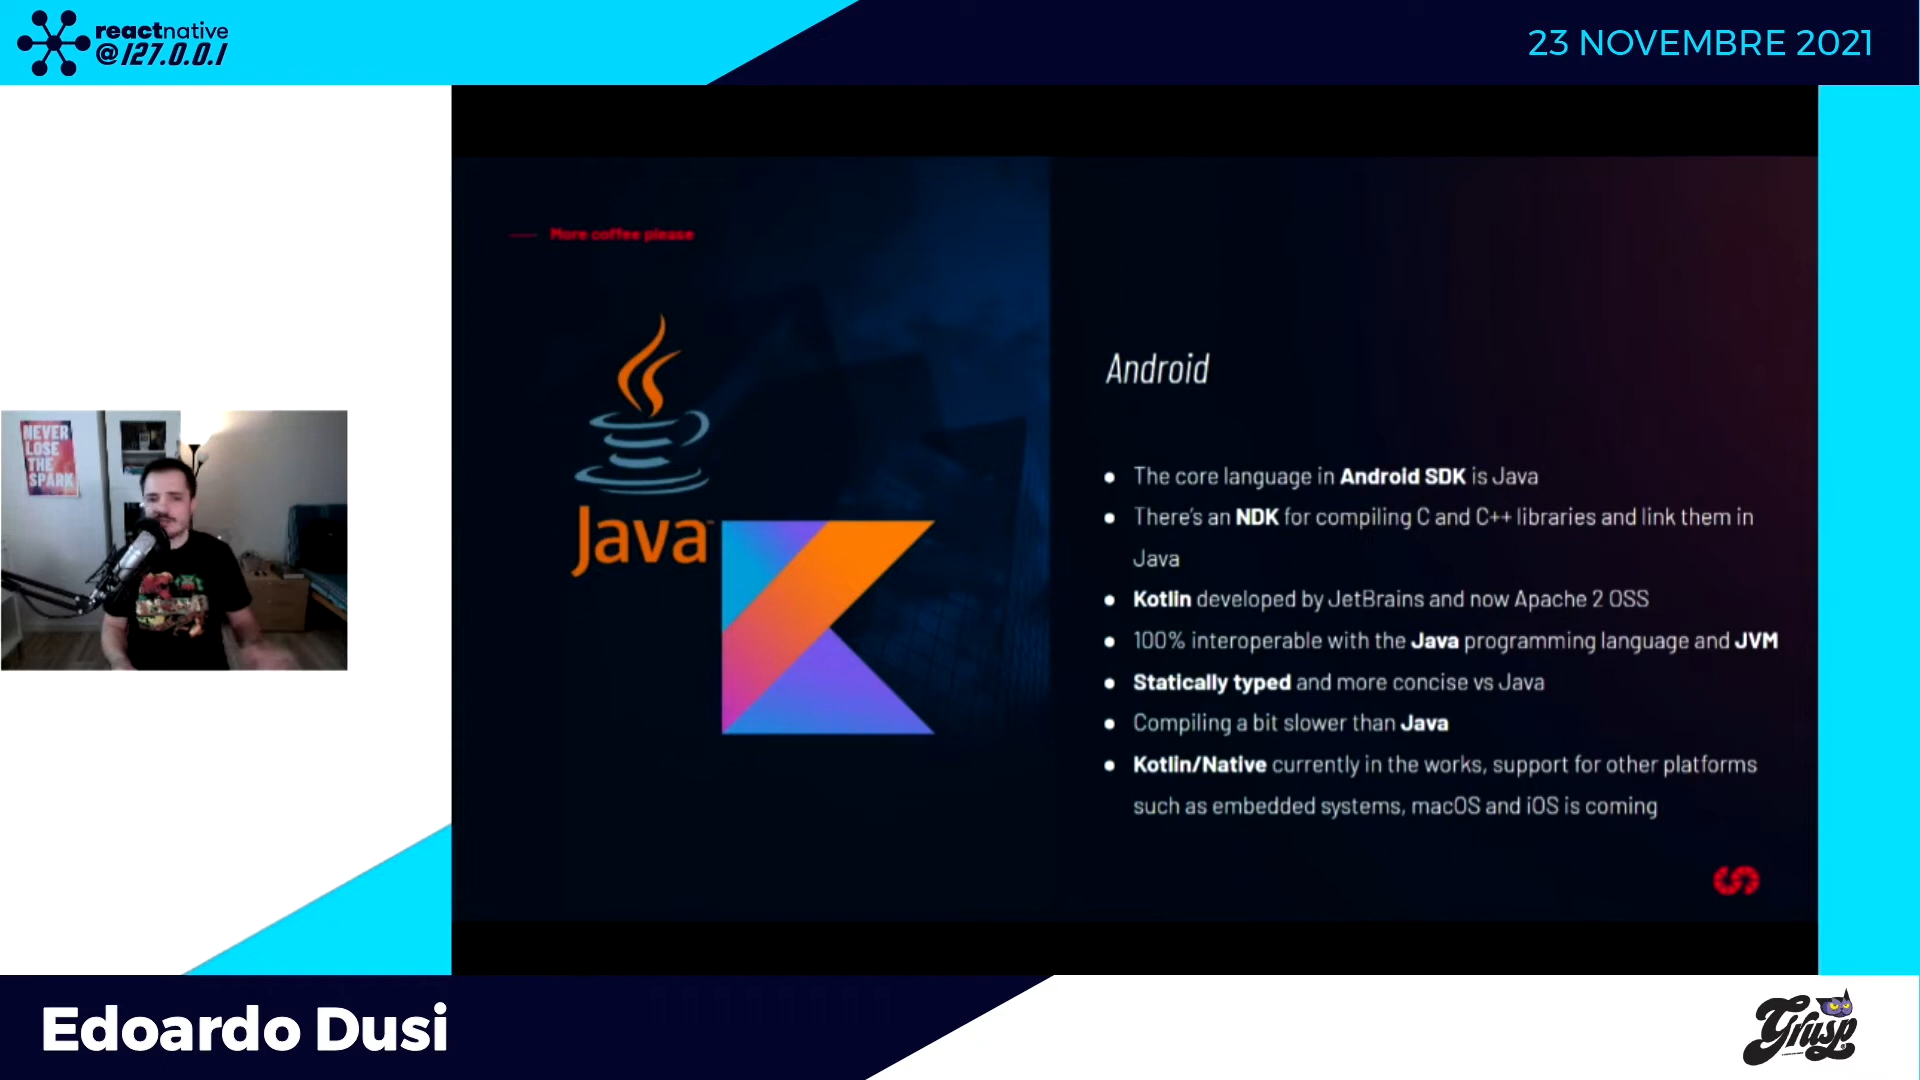 reactnative
@127.0.0.1
23 NOVEMBRE 2021
More coffee please
Java
Android
NEVER
LOSE
THE
SPARK
The core language in Android SDK is Java
There's an NDK for compiling C and C++ libraries and link them in
Java
Kotlin developed by JetBrains and now Apache 2 OSS
100% interoperable with the Java programming language and JVM
Statically typed and more concise vs Java
Compiling a bit slower than Java
Kotlin/Native currently in the works, support for other platforms
such as embedded systems, macOS and iOS is coming
Edoardo Dusi
Grusp